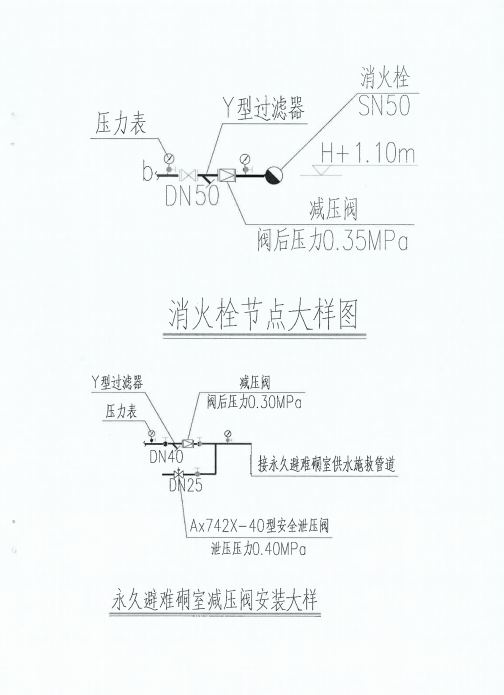 消火栓
SN50
Y型过滤器
压力表
H+1.10m
b
DN50
减压阀
阀后压力0.35MPa
消火栓节点大样图
Y型过滤器
减压阀
压力表
阀后压力0.30MPa
DN40
接永久避难硐室供水施救管道
DN25
Ax742X-40型安全泄压阀
泄压压力0.40MPa
永久避难硐室减压阀安装大样